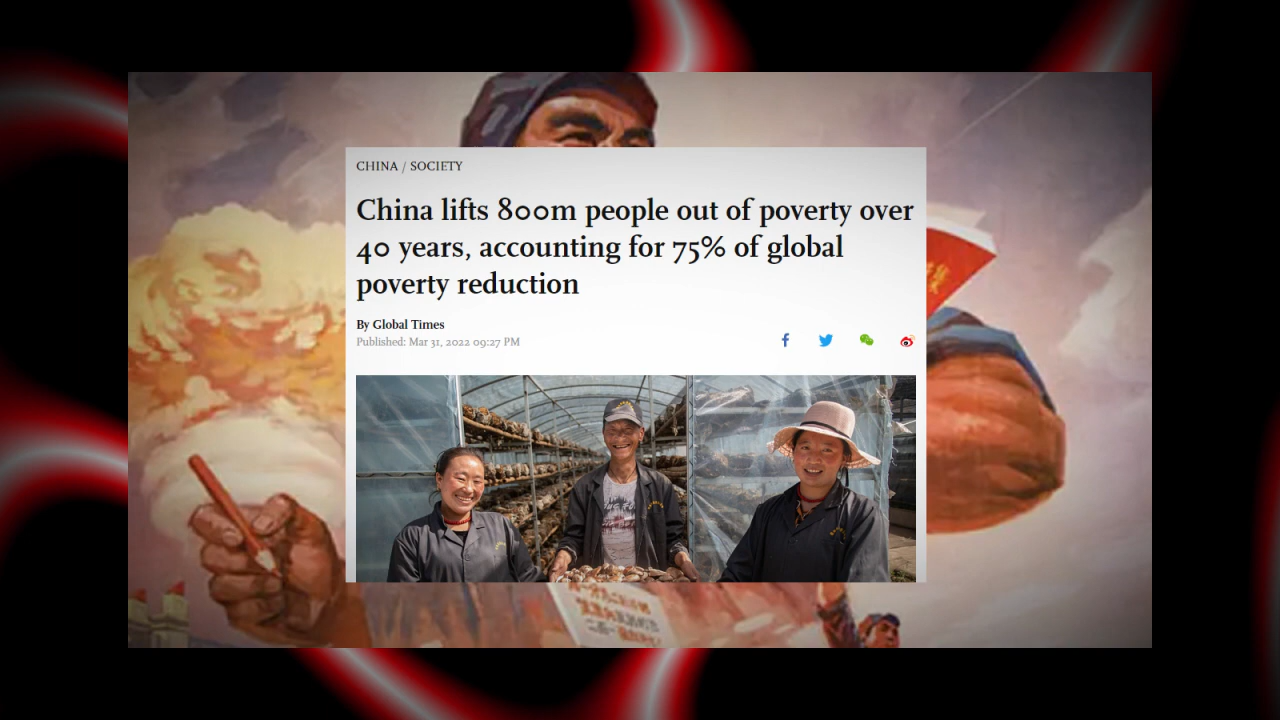 CHINA / SOCIETY
China lifts 800m people out of poverty over
40 years, accounting for 75% of global
poverty reduction
By Global Times
Published: Mar 31, 2022 09:27 PM